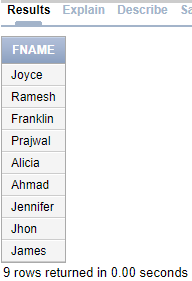 Results Explain Describe Sa
FNAME
Joyce
Ramesh
Franklin
Prajwal
Alicia
Ahmad
Jennifer
Jhon
James
9 rows returned in 0.00 seconds